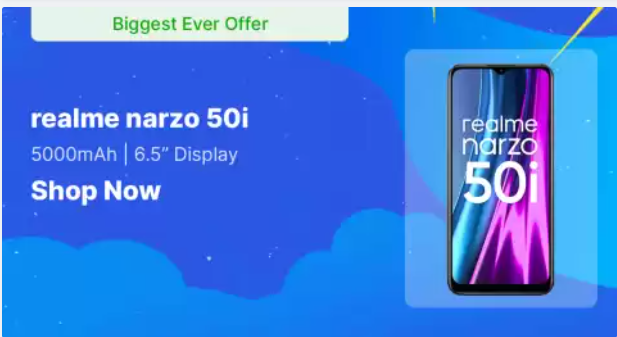 Biggest Ever Offer
realme narzo 50i
5000mAh | 6.5” Display
Shop Now
realme
narzo
50i